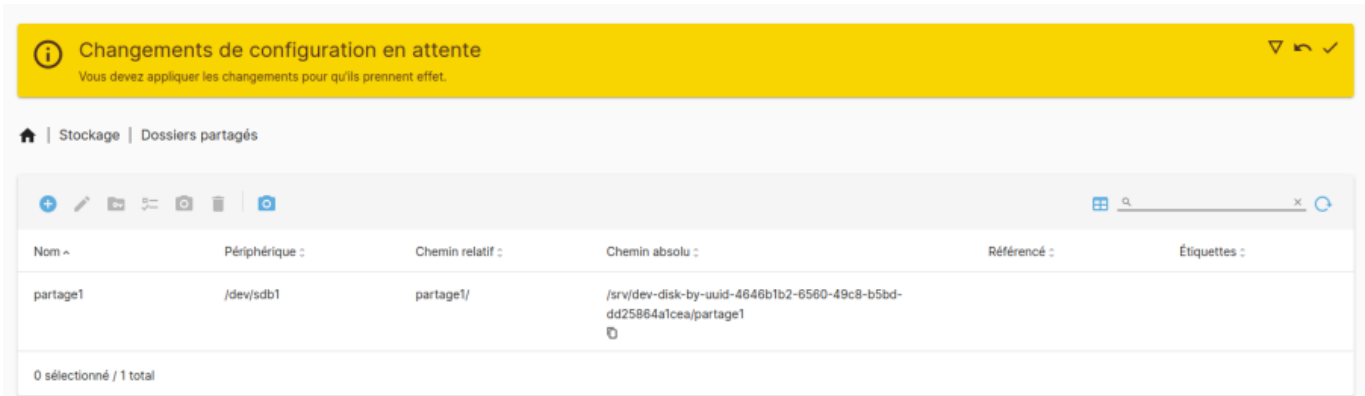 Changements de configuration en attente
Vous devez appliquer les changements pour qu'ils prennent effet.
| Stockage | Dossiers partagés
Nom Périphérique Chemin relatif Chemin absolu Référencé Étiquettes
partage1 /dev/sdb1 partage1/ /srv/dev-disk-by-uuid-4646b1b2-6560-49c8-b5bd-
dd25864a1cea/partage1
0 sélectionné / 1 total